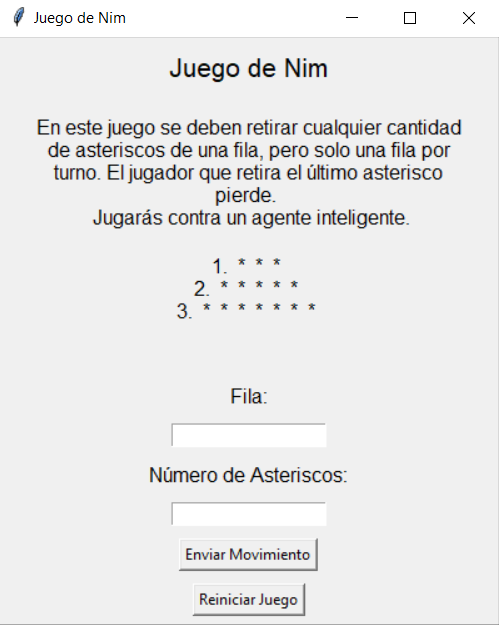 Juego de Nim
Juego de Nim
En este juego se deben retirar cualquier cantidad
de asteriscos de una fila, pero solo una fila por
turno. El jugador que retira el último asterisco
pierde.
Jugarás contra un agente inteligente.
1. * * *
2. * * * * *
3. * * * * * * *
Fila:
Número de Asteriscos:
Enviar Movimiento
Reiniciar Juego